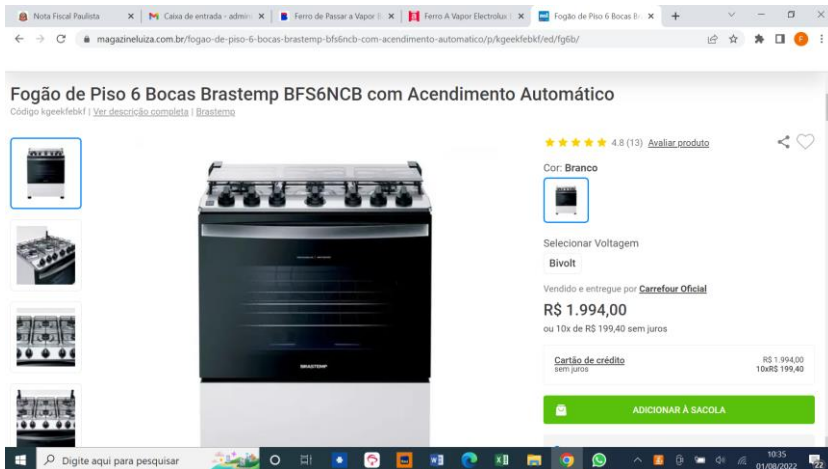 Nota Fiscal Paulista
Caixa de entrada - admin
Ferro de Passar a Vapor B
Ferro A Vapor Electrolux
Fogão de Piso 6 Bocas Br
magazineluiza.com.br/fogao-de-piso-6-bocas-brastemp-bfs6ncb-com-acendimento-automatico/p/kgeekfebkf/ed/fg6b/
Fogão de Piso 6 Bocas Brastemp BFS6NCB com Acendimento Automático
Código kgeekfebkf | Ver descrição completa | Brastemp
4.8 (13) Avaliar produto
Cor: Branco
Selecionar Voltagem
Bivolt
Vendido e entregue por Carrefour Oficial
R$ 1.994,00
ou 10x de R$ 199,40 sem juros
Cartão de crédito
sem juros
R$ 1.994,00
10xR$ 199,40
ADICIONAR À SACOLA
BRASTEMP
Digite aqui para pesquisar
10:35
01/08/2022
22